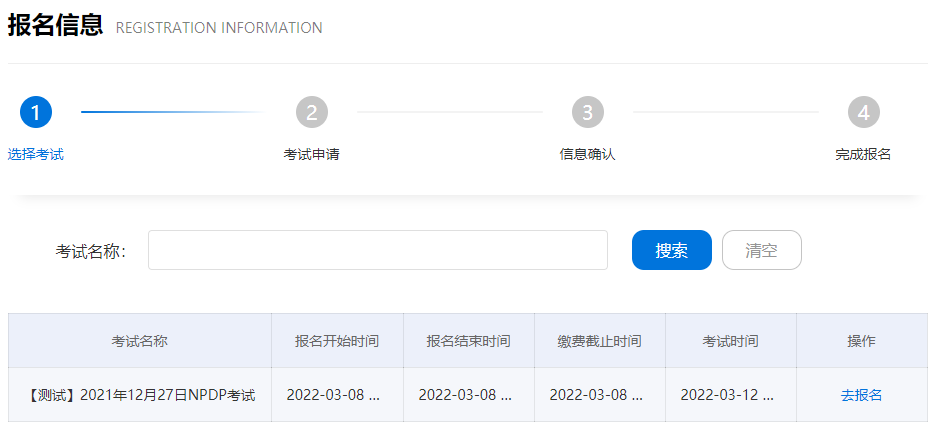 报名信息 REGISTRATION INFORMATION
1 2 3 4
选择考试 考试申请 信息确认 完成报名
考试名称： 搜索 清空
考试名称 报名开始时间 报名结束时间 缴费截止时间 考试时间 操作
【测试】2021年12月27日NPDP考试 2022-03-08 ... 2022-03-08 ... 2022-03-08 ... 2022-03-12 ... 去报名